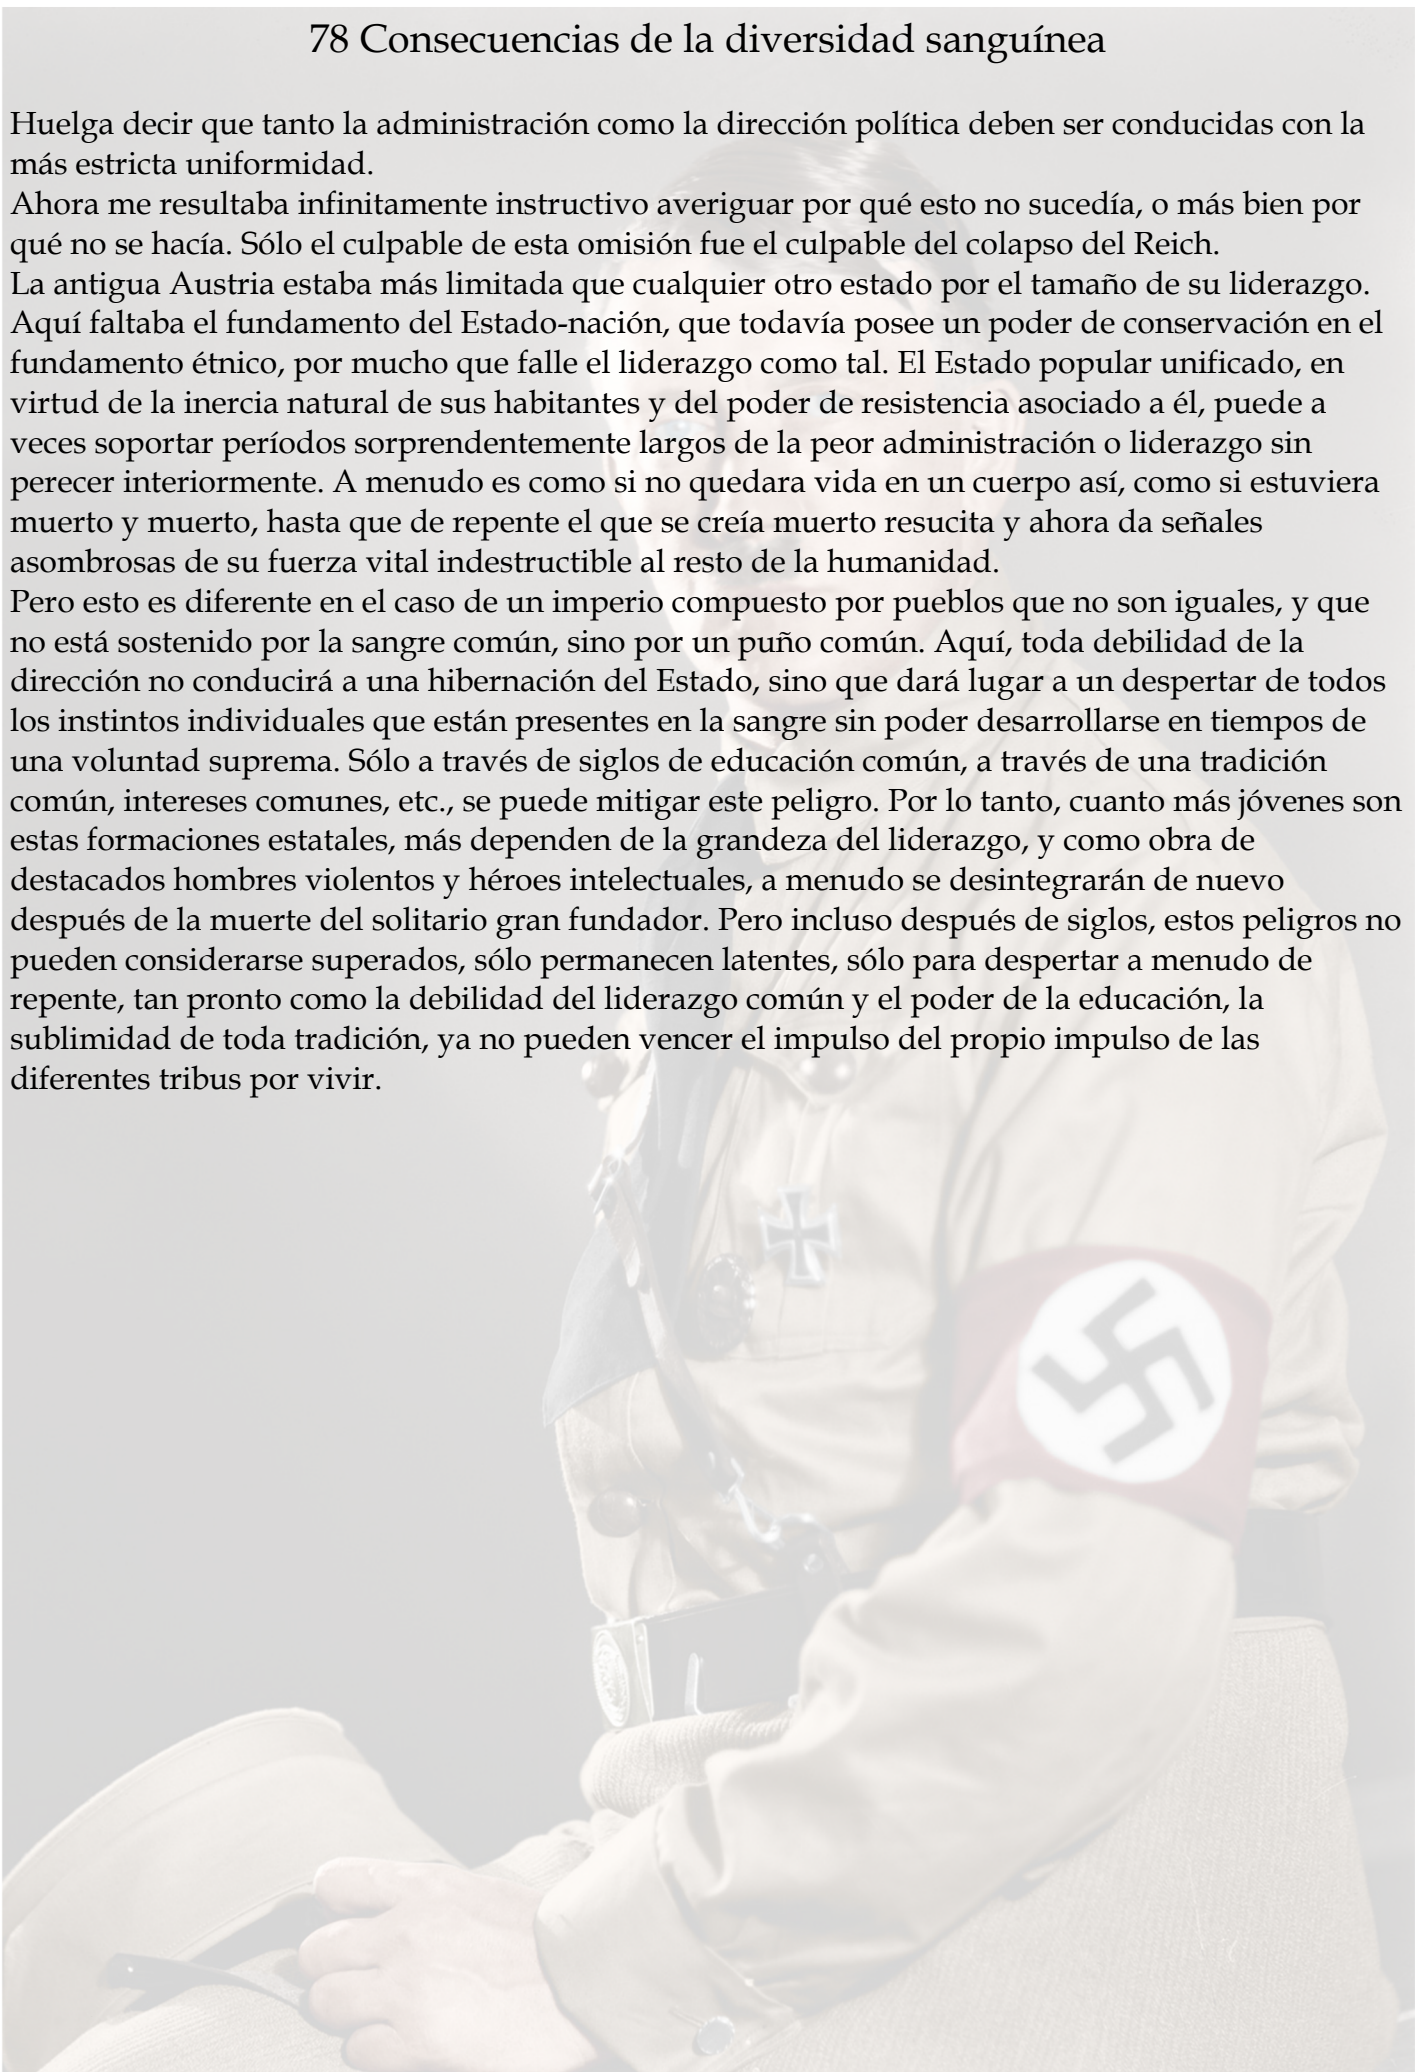 78 Consecuencias de la diversidad sanguínea
Huelga decir que tanto la administración como la dirección política deben ser conducidas con la
más estricta uniformidad.
Ahora me resultaba infinitamente instructivo averiguar por qué esto no sucedía, o más bien por
qué no se hacía. Sólo el culpable de esta omisión fue el culpable del colapso del Reich.
La antigua Austria estaba más limitada que cualquier otro estado por el tamaño de su liderazgo.
Aquí faltaba el fundamento del Estado-nación, que todavía posee un poder de conservación en el
fundamento étnico, por mucho que falle el liderazgo como tal. El Estado popular unificado, en
virtud de la inercia natural de sus habitantes y del poder de resistencia asociado a él, puede a
veces soportar períodos sorprendentemente largos de la peor administración o liderazgo sin
perecer interiormente. A menudo es como si no quedara vida en un cuerpo así, como si estuviera
muerto y muerto, hasta que de repente el que se creía muerto resucita y ahora da señales
asombrosas de su fuerza vital indestructible al resto de la humanidad.
Pero esto es diferente en el caso de un imperio compuesto por pueblos que no son iguales, y que
no está sostenido por la sangre común, sino por un puño común. Aquí, toda debilidad de la
dirección no conducirá a una hibernación del Estado, sino que dará lugar a un despertar de todos
los instintos individuales que están presentes en la sangre sin poder desarrollarse en tiempos de
una voluntad suprema. Sólo a través de siglos de educación común, a través de una tradición
común, intereses comunes, etc., se puede mitigar este peligro. Por lo tanto, cuanto más jóvenes son
estas formaciones estatales, más dependen de la grandeza del liderazgo, y como obra de
destacados hombres violentos y héroes intelectuales, a menudo se desintegrarán de nuevo
después de la muerte del solitario gran fundador. Pero incluso después de siglos, estos peligros no
pueden considerarse superados, sólo permanecen latentes, sólo para despertar a menudo de
repente, tan pronto como la debilidad del liderazgo común y el poder de la educación, la
sublimidad de toda tradición, ya no pueden vencer el impulso del propio impulso de las
diferentes tribus por vivir.